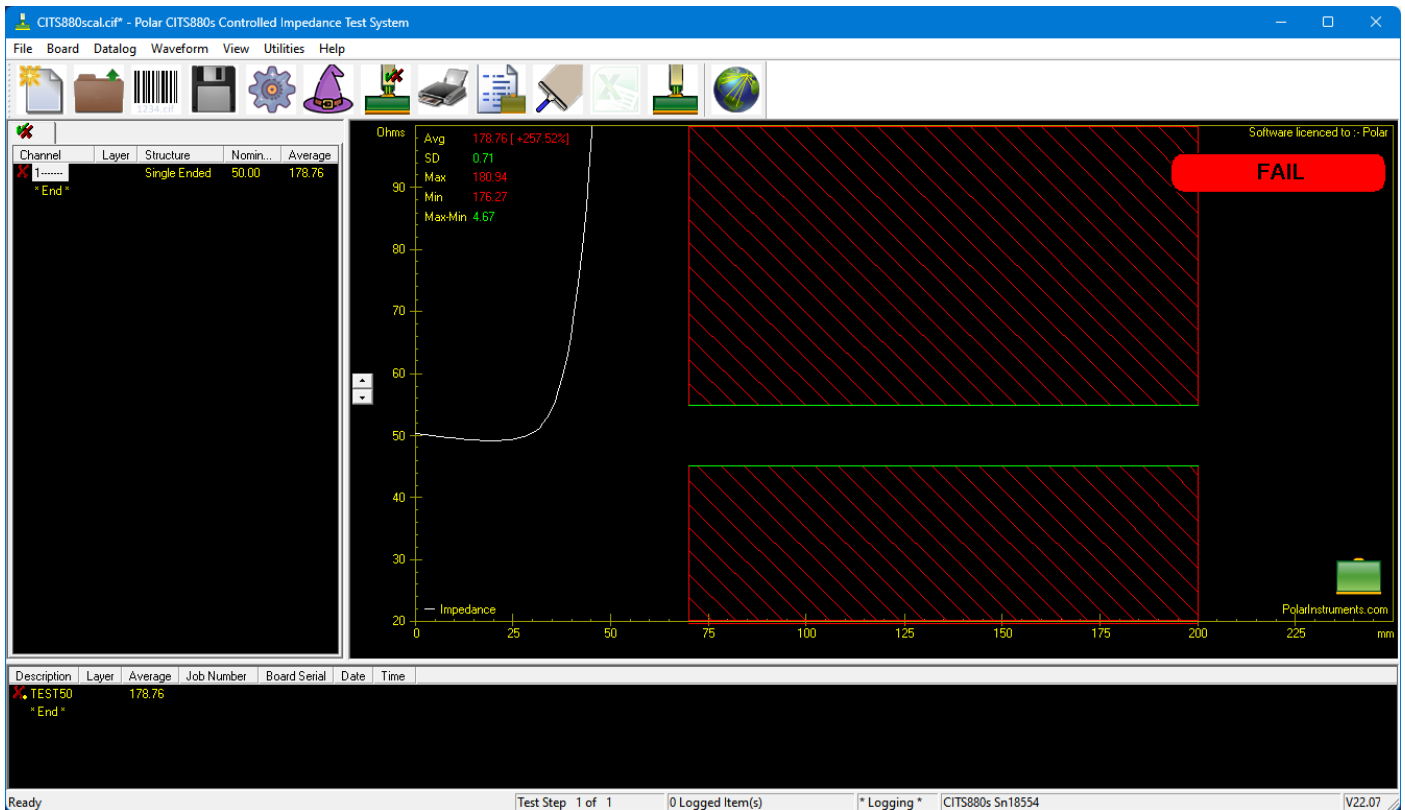 CITS880scal.cif* - Polar CITS880s Controlled Impedance Test System
File Board Datalog Waveform View Utilities Help
1234.cif
Channel Layer Structure Nomin... Average
1------- Single Ended 50.00 178.76
* End *
Ohms
Avg 178.76 [ +257.52%]
SD 0.71
Max 180.94
Min 176.27
Max-Min 4.67
Software licenced to :- Polar
FAIL
90
80
70
60
50
40
30
20
Impedance
PolarInstruments.com
0 25 50 75 100 125 150 175 200 225 mm
Description Layer Average Job Number Board Serial Date Time
TEST50 178.76
* End *
Ready Test Step 1 of 1 0 Logged Item(s) * Logging * CITS880s Sn18554 V22.07